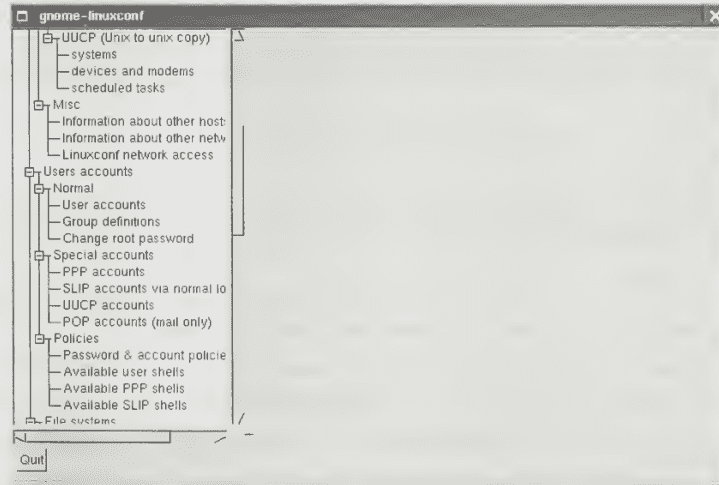 gnome-linuxconf
UUCP (Unix to unix copy)
systems
devices and modems
scheduled tasks
Misc
Information about other hosts
Information about other netw
Linuxconf network access
Users accounts
Normal
User accounts
Group definitions
Change root password
Special accounts
PPP accounts
SLIP accounts via normal lo
UUCP accounts
POP accounts (mail only)
Policies
Password & account policie
Available user shells
Available PPP shells
Available SLIP shells
File systems
Quit